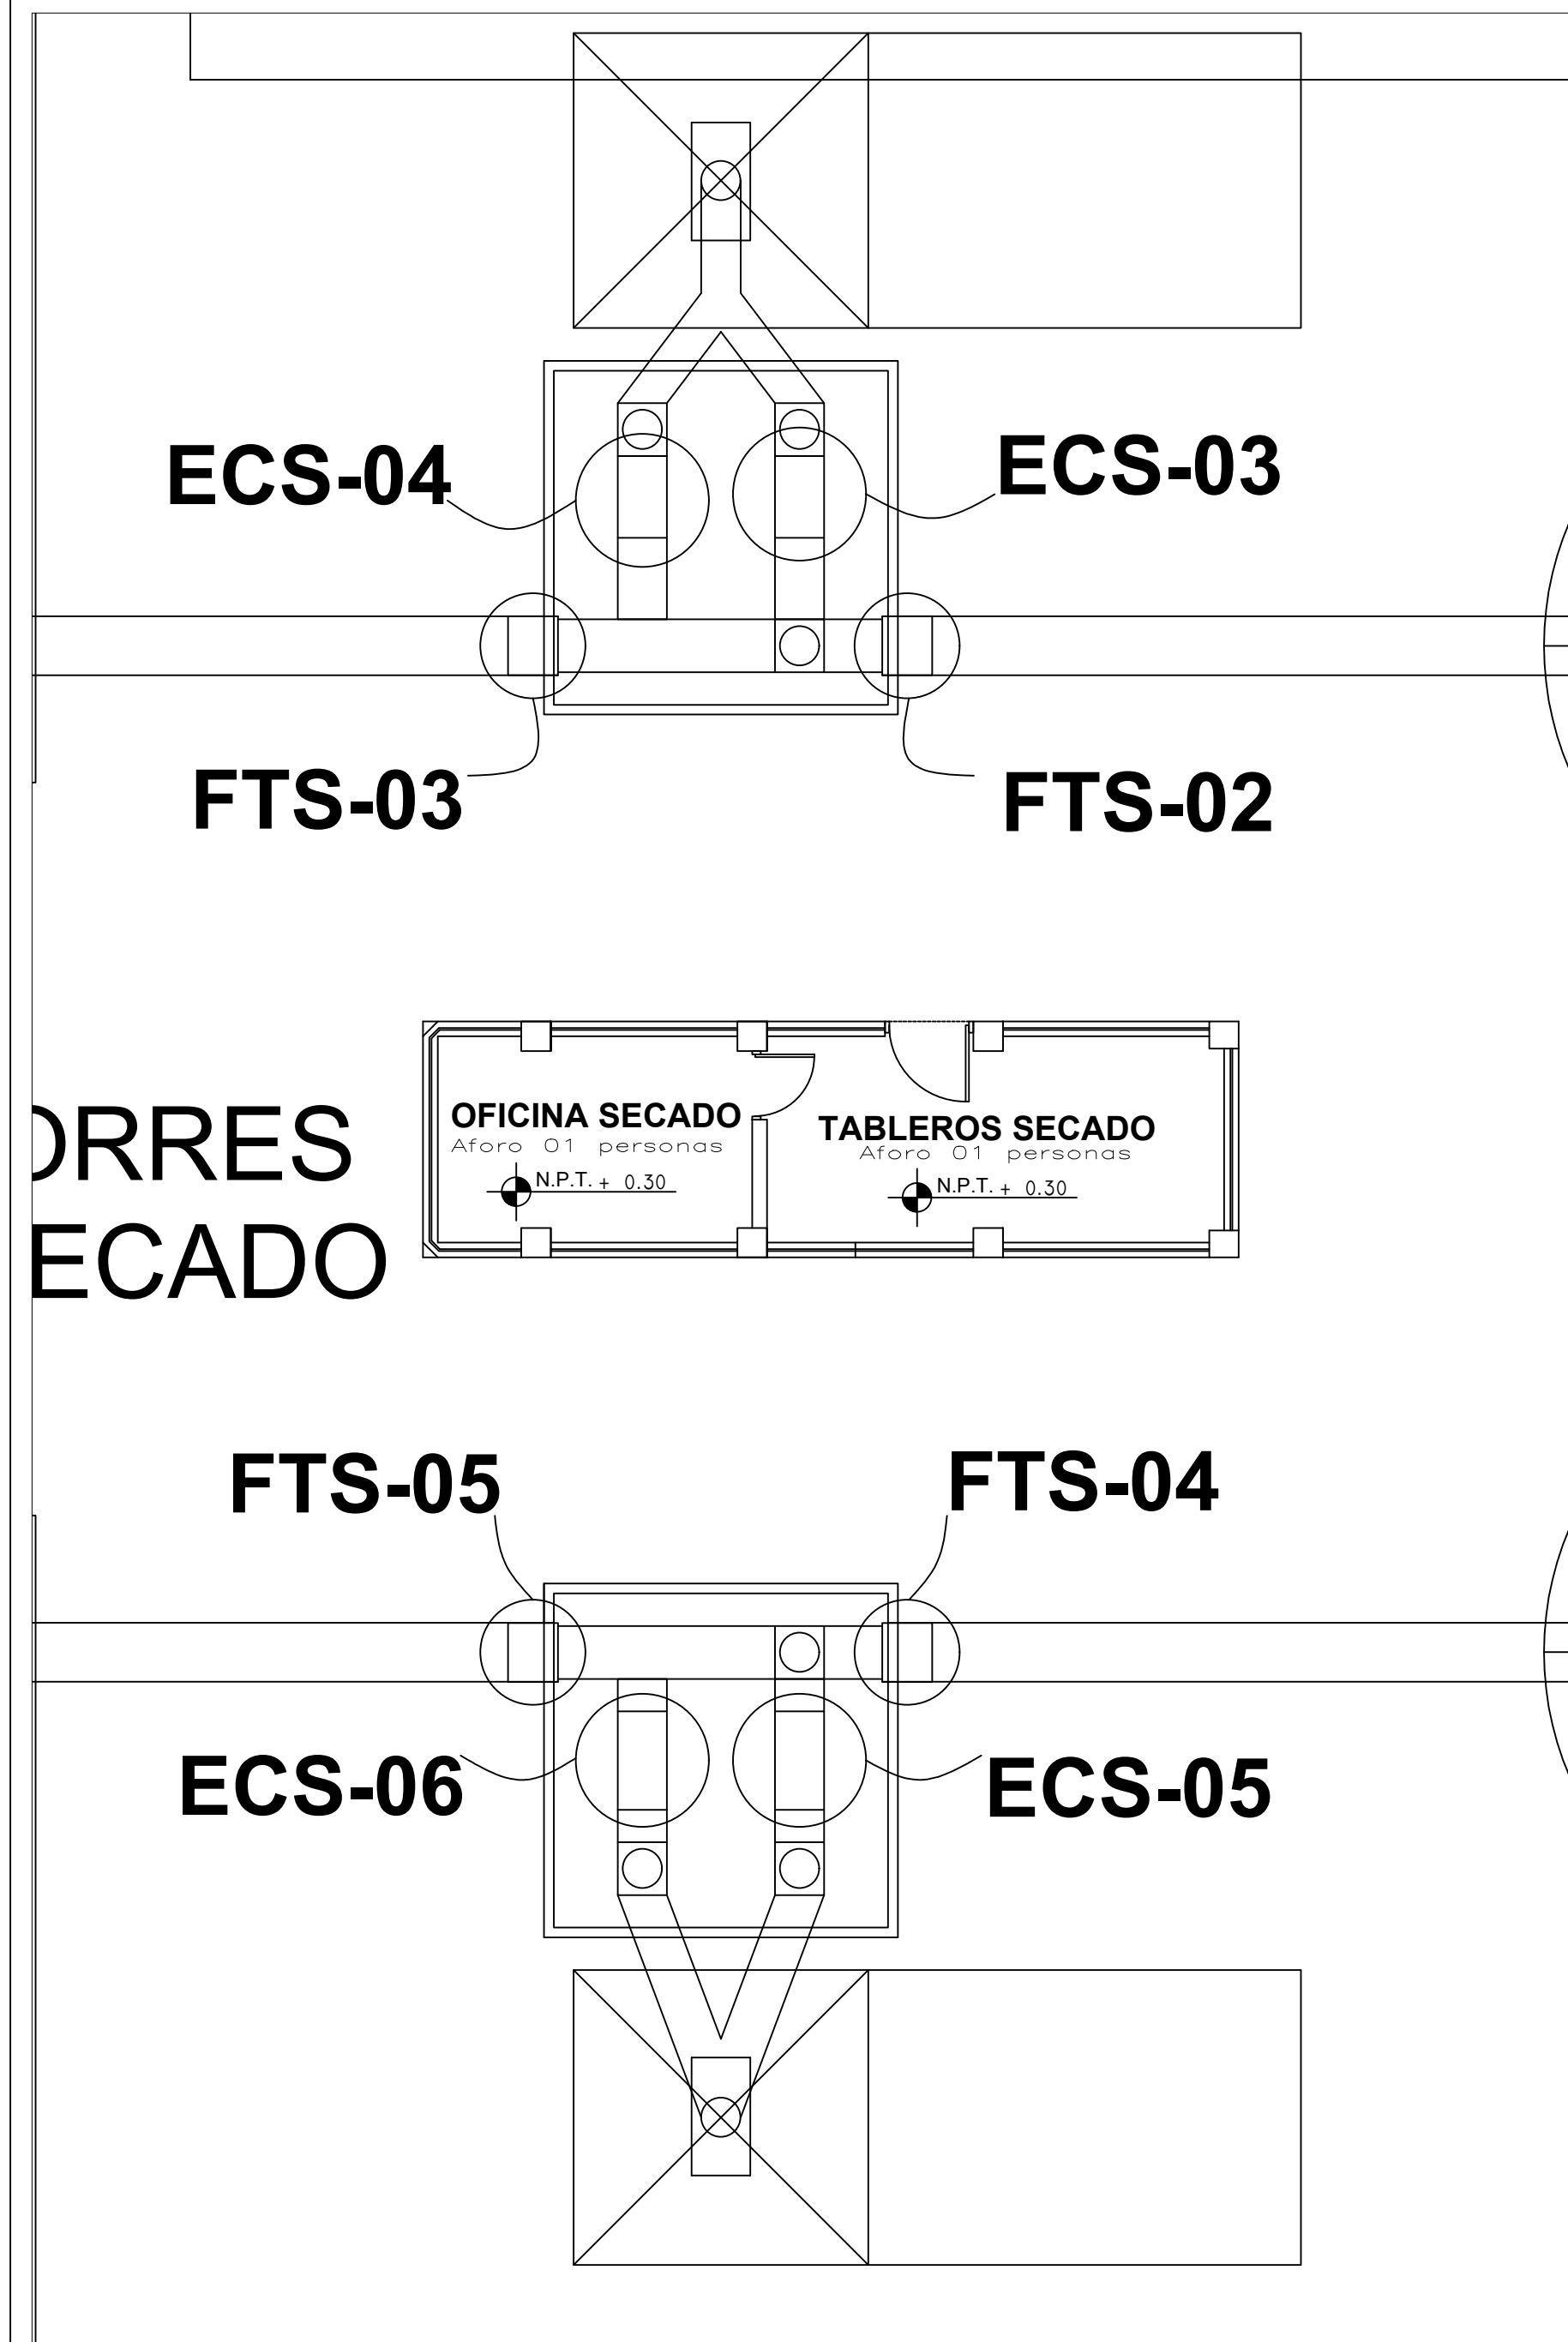 ECS-04
ECS-03
FTS-03
FTS-02
OFICINA SECADO
Aforo 01 personas
N.P.T. + 0.30
TABLEROS SECADO
Aforo 01 personas
N.P.T. + 0.30
ORRES
ECADO
FTS-05
FTS-04
ECS-06
ECS-05